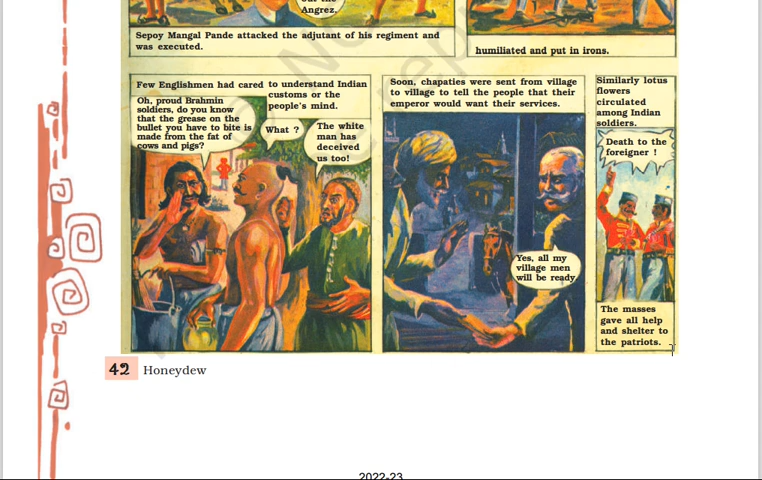 our the
Angrez.
Sepoy Mangal Pande attacked the adjutant of his regiment and
was executed.
humiliated and put in irons.
Few Englishmen had cared to understand Indian
customs or the
people's mind.
Oh, proud Brahmin
soldiers, do you know
that the grease on the
bullet you have to bite is
made from the fat of
cows and pigs?
What ?
The white
man has
deceived
us too!
Soon, chapaties were sent from village
to village to tell the people that their
emperor would want their services.
Yes, all my
village men
will be ready
Similarly lotus
flowers
circulated
among Indian
soldiers.
Death to the
foreigner !
The masses
gave all help
and shelter to
the patriots.
42 Honeydew
2022-23